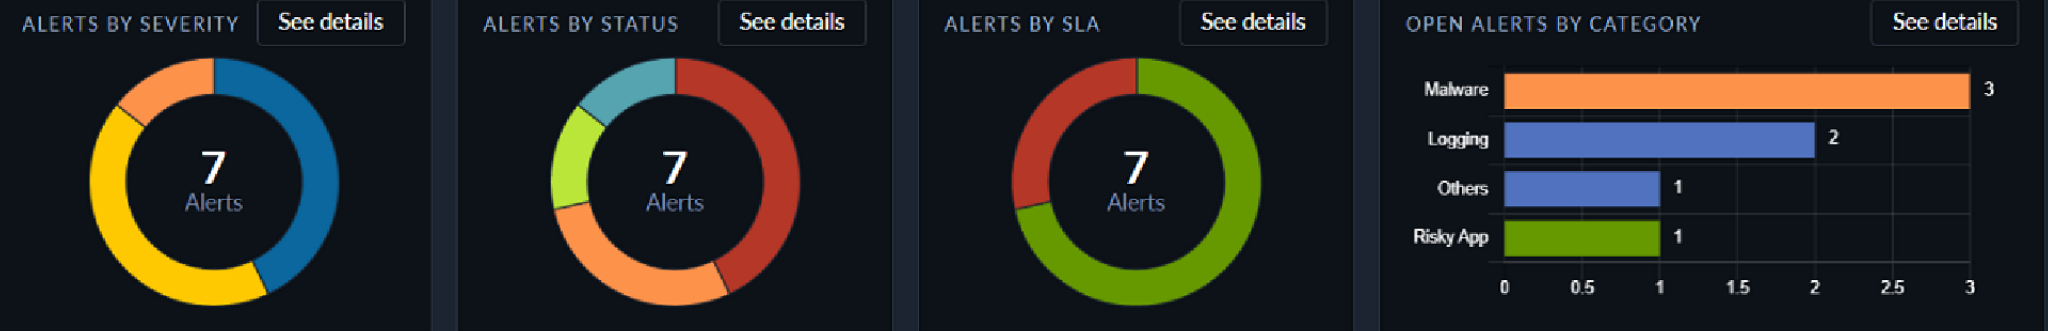 ALERTS BY SEVERITY
See details
7
Alerts
ALERTS BY STATUS
See details
7
Alerts
ALERTS BY SLA
See details
7
Alerts
OPEN ALERTS BY CATEGORY
See details
Malware 3
Logging 2
Others 1
Risky App 1
0 0.5 1 1.5 2 2.5 3